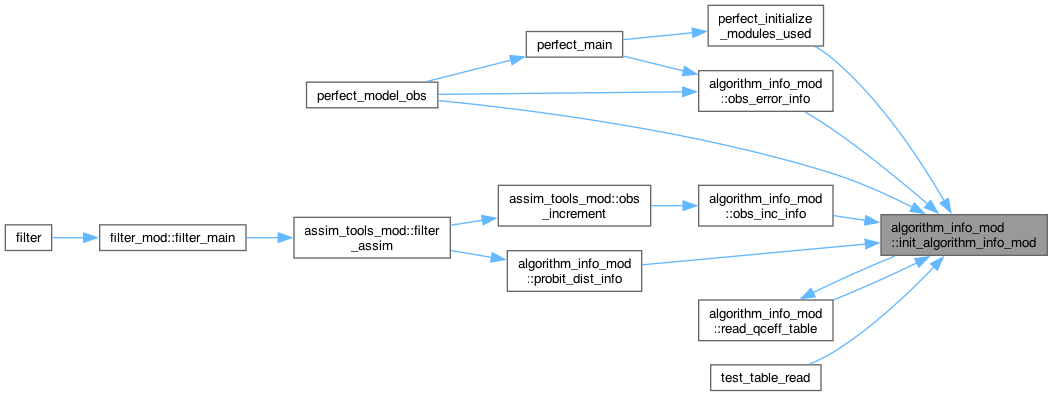 perfect_initialize
_modules_used
perfect_main
algorithm_info_mod
::obs_error_info
perfect_model_obs
assim_tools_mod::obs
_increment
algorithm_info_mod
::obs_inc_info
filter
filter_mod::filter_main
assim_tools_mod::filter
_assim
algorithm_info_mod
::init_algorithm_info_mod
algorithm_info_mod
::probit_dist_info
algorithm_info_mod
::read_qceff_table
test_table_read